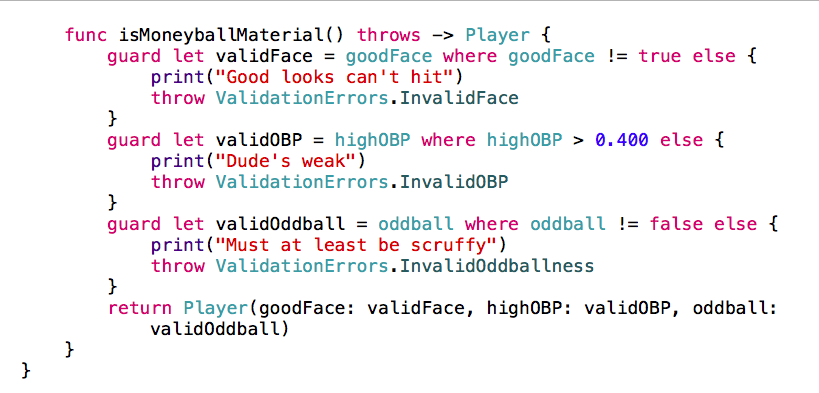 func isMoneyballMaterial() throws -> Player {
guard let validFace = goodFace where goodFace != true else {
print("Good looks can't hit")
throw ValidationErrors.InvalidFace
}
guard let validOBP = highOBP where highOBP > 0.400 else {
print("Dude's weak")
throw ValidationErrors.InvalidOBP
}
guard let validOddball = oddball where oddball != false else {
print("Must at least be scruffy")
throw ValidationErrors.InvalidOddballness
}
return Player(goodFace: validFace, highOBP: validOBP, oddball:
validOddball)
}
}